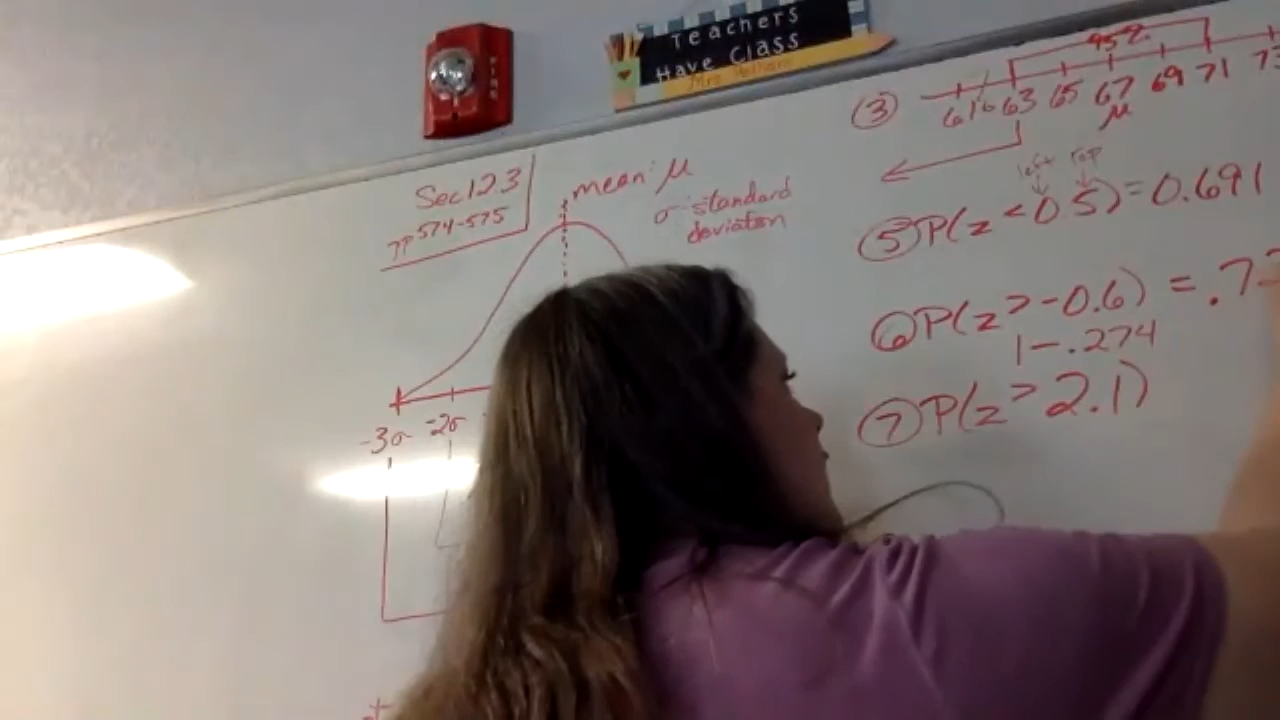 Teachers
Have Class
FIRE
Sec 12.3
pp 574-575
mean: μ
σ-standard
deviation
-3σ -2σ
95%
③ 61 63 65 67 69 71 73
μ
left top
⑤ P(z < 0.5) = 0.691
⑥ P(z > -0.6) = .7
1 - .274
⑦ P(z > 2.1)